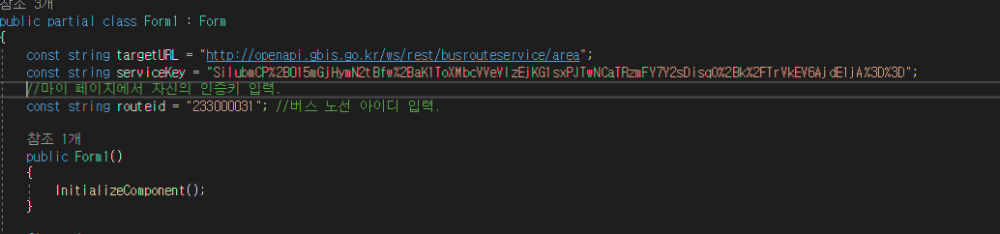 참조 3개
public partial class Form1 : Form
{
const string targetURL = "http://openapi.gbis.go.kr/ws/rest/busrouteservice/area";
const string serviceKey = "SilubmCP%2BO15mGjHymN2tBfw%2BaK1ToXMbcVVeVlzEjKG1sxPJTwNCaTRzmFY7Y2sDisqO%2Bk%2FTrVkEV6AjdE1jA%3D%3D";
//마이 페이지에서 자신의 인증키 입력.
const string routeid = "233000031"; //버스 노선 아이디 입력.
참조 1개
public Form1()
{
InitializeComponent();
}